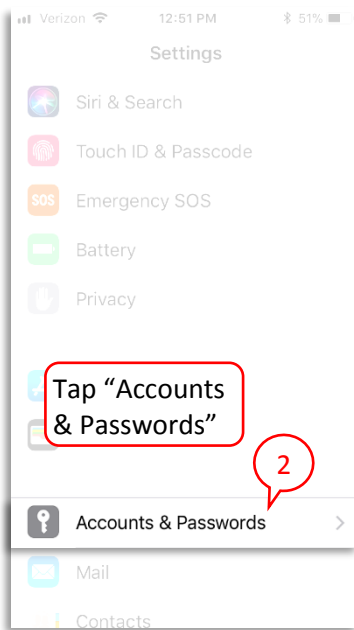 Verizon 12:51 PM 51%
Settings
Siri & Search
Touch ID & Passcode
SOS Emergency SOS
Battery
Privacy
Tap “Accounts
& Passwords”
2
Accounts & Passwords
Mail
Contacts